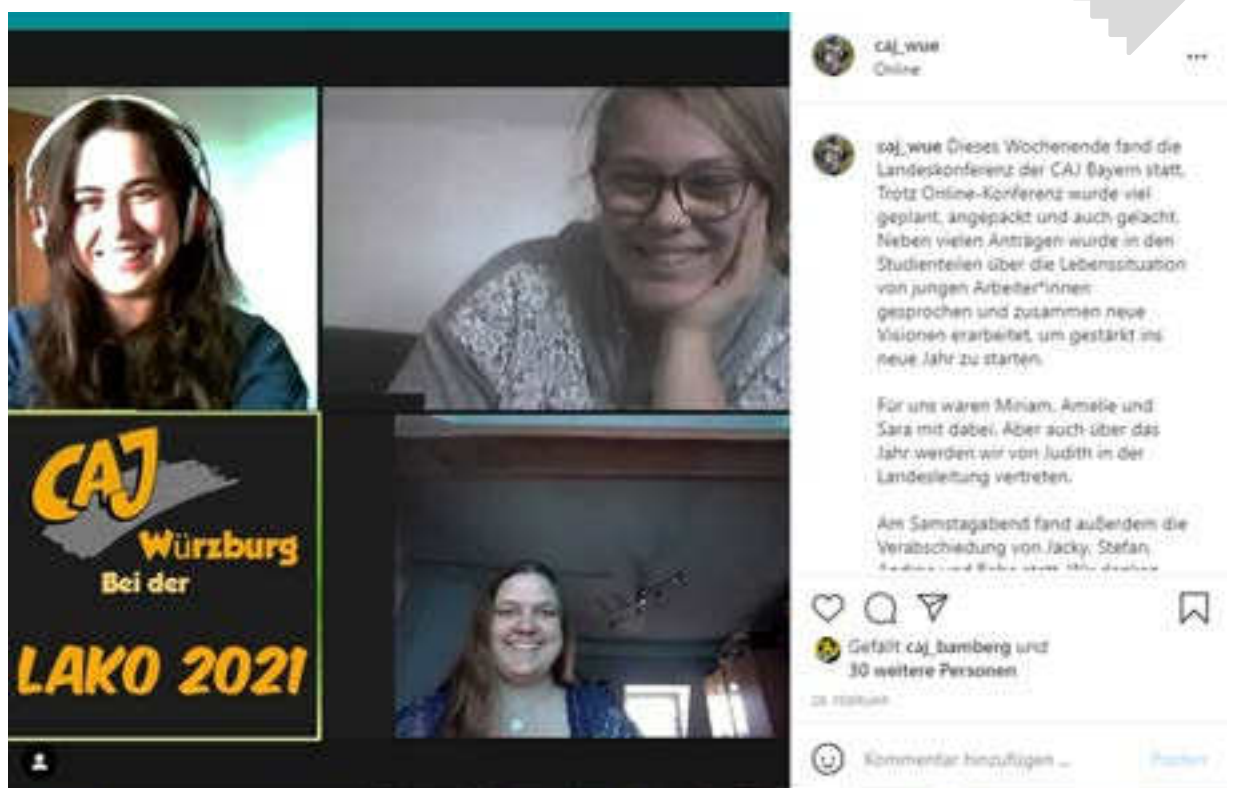 CAJ
Würzburg
Bei der
LAKO 2021
caj_wue
Online
caj_wue Dieses Wochenende fand die
Landeskonferenz der CAJ Bayern statt.
Trotz Online-Konferenz wurde viel
geplant, angepackt und auch gelacht.
Neben vielen Anträgen wurde in den
Studienteilen über die Lebenssituation
von jungen Arbeiter*innen
gesprochen und zusammen neue
Visionen erarbeitet, um gestärkt ins
neue Jahr zu starten.
Für uns waren Miriam, Amelie und
Sara mit dabei. Aber auch über das
Jahr werden wir von Judith in der
Landesleitung vertreten.
Am Samstagabend fand außerdem die
Verabschiedung von Jacky, Stefan,
Gefällt caj_bamberg und
30 weitere Personen
FEBRUAR
Kommentar hinzufügen ...
Posten